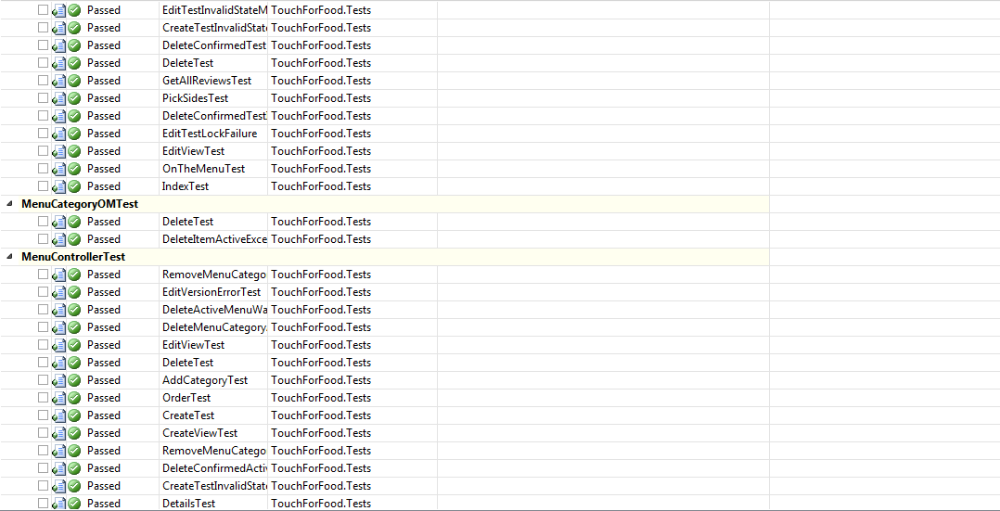 Passed EditTestInvalidStateM TouchForFood.Tests
Passed CreateTestInvalidState TouchForFood.Tests
Passed DeleteConfirmedTest TouchForFood.Tests
Passed DeleteTest TouchForFood.Tests
Passed GetAllReviewsTest TouchForFood.Tests
Passed PickSidesTest TouchForFood.Tests
Passed DeleteConfirmedTest TouchForFood.Tests
Passed EditTestLockFailure TouchForFood.Tests
Passed EditViewTest TouchForFood.Tests
Passed OnTheMenuTest TouchForFood.Tests
Passed IndexTest TouchForFood.Tests
MenuCategoryOMTest
Passed DeleteTest TouchForFood.Tests
Passed DeleteItemActiveExce TouchForFood.Tests
MenuControllerTest
Passed RemoveMenuCatego TouchForFood.Tests
Passed EditVersionErrorTest TouchForFood.Tests
Passed DeleteActiveMenuWa TouchForFood.Tests
Passed DeleteMenuCategory TouchForFood.Tests
Passed EditViewTest TouchForFood.Tests
Passed DeleteTest TouchForFood.Tests
Passed AddCategoryTest TouchForFood.Tests
Passed OrderTest TouchForFood.Tests
Passed CreateTest TouchForFood.Tests
Passed CreateViewTest TouchForFood.Tests
Passed RemoveMenuCatego TouchForFood.Tests
Passed DeleteConfirmedActi TouchForFood.Tests
Passed CreateTestInvalidState TouchForFood.Tests
Passed DetailsTest TouchForFood.Tests